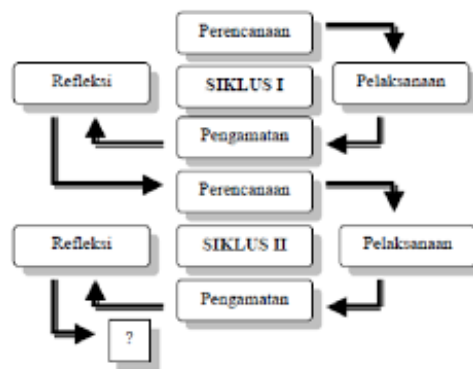 Perencanaan
Refleksi
SIKLUS I
Pelaksanaan
Pengamatan
Perencanaan
Refleksi
SIKLUS II
Pelaksanaan
Pengamatan
?